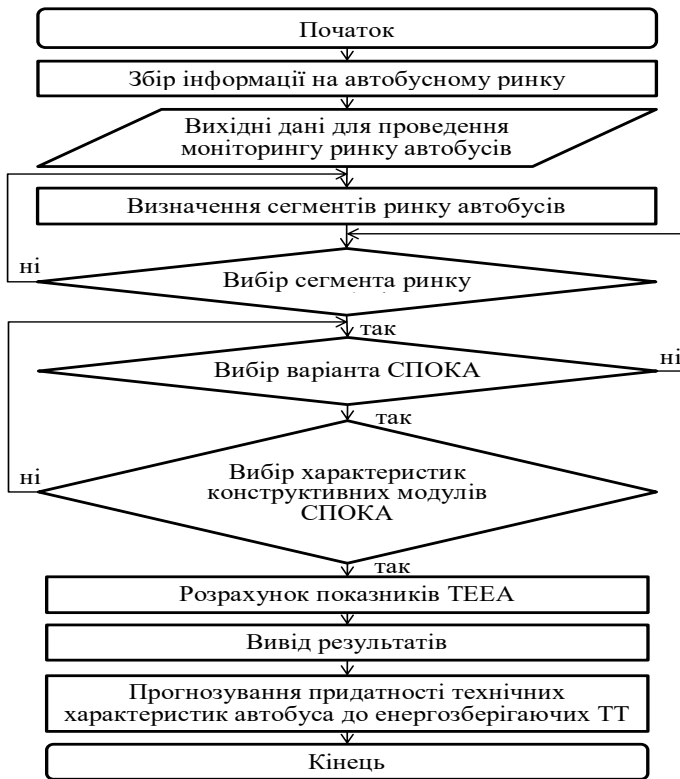 Початок
Збір інформації на автобусному ринку
Вихідні дані для проведення
моніторингу ринку автобусів
Визначення сегментів ринку автобусів
ні
Вибір сегмента ринку
так
ні
Вибір варіанта СПОКА
так
ні
Вибір характеристик
конструктивних модулів
СПОКА
так
Розрахунок показників ТЕЕА
Вивід результатів
Прогнозування придатності технічних
характеристик автобуса до енергозберігаючих ТТ
Кінець